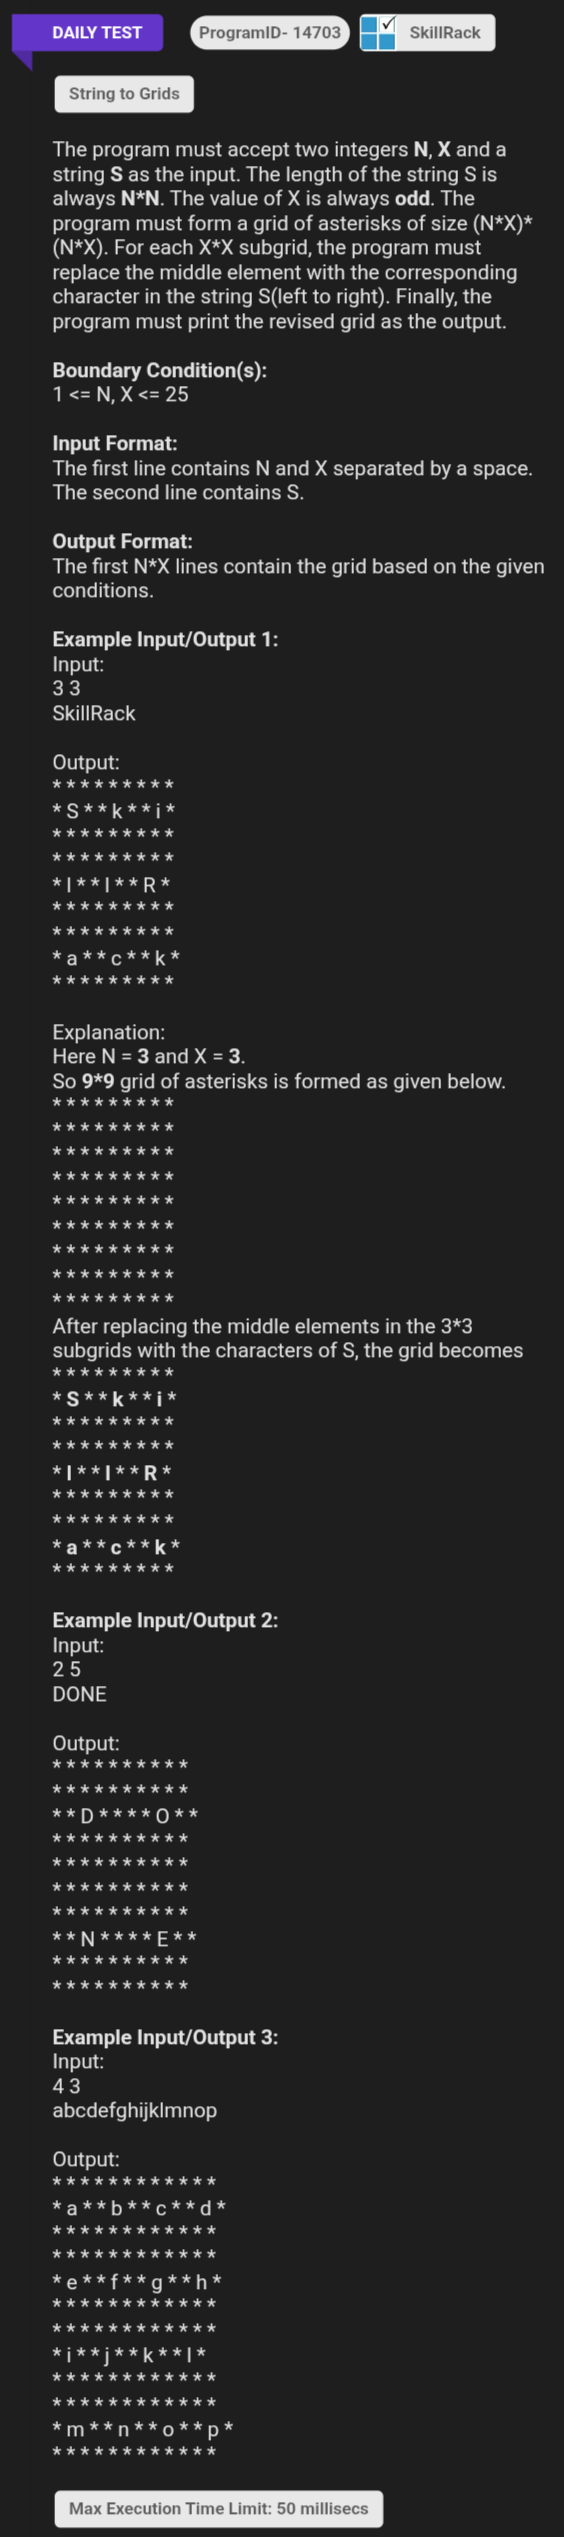 DAILY TEST
ProgramID- 14703
SkillRack
String to Grids
The program must accept two integers N, X and a
string S as the input. The length of the string S is
always N*N. The value of X is always odd. The
program must form a grid of asterisks of size (N*X)*
(N*X). For each X*X subgrid, the program must
replace the middle element with the corresponding
character in the string S(left to right). Finally, the
program must print the revised grid as the output.
Boundary Condition(s):
1 <= N, X <= 25
Input Format:
The first line contains N and X separated by a space.
The second line contains S.
Output Format:
The first N*X lines contain the grid based on the given
conditions.
Example Input/Output 1:
Input:
3 3
SkillRack
Output:
* * * * * * * * *
* S * * k * * i *
* * * * * * * * *
* * * * * * * * *
* l * * l * * R *
* * * * * * * * *
* * * * * * * * *
* a * * c * * k *
* * * * * * * * *
Explanation:
Here N = 3 and X = 3.
So 9*9 grid of asterisks is formed as given below.
* * * * * * * * *
* * * * * * * * *
* * * * * * * * *
* * * * * * * * *
* * * * * * * * *
* * * * * * * * *
* * * * * * * * *
* * * * * * * * *
* * * * * * * * *
After replacing the middle elements in the 3*3
subgrids with the characters of S, the grid becomes
* * * * * * * * *
* S * * k * * i *
* * * * * * * * *
* * * * * * * * *
* l * * l * * R *
* * * * * * * * *
* * * * * * * * *
* a * * c * * k *
* * * * * * * * *
Example Input/Output 2:
Input:
2 5
DONE
Output:
* * * * * * * * * *
* * * * * * * * * *
* * D * * * * O * *
* * * * * * * * * *
* * * * * * * * * *
* * * * * * * * * *
* * * * * * * * * *
* * N * * * * E * *
* * * * * * * * * *
* * * * * * * * * *
Example Input/Output 3:
Input:
4 3
abcdefghijklmnop
Output:
* * * * * * * * * * * *
* a * * b * * c * * d *
* * * * * * * * * * * *
* * * * * * * * * * * *
* e * * f * * g * * h *
* * * * * * * * * * * *
* * * * * * * * * * * *
* i * * j * * k * * l *
* * * * * * * * * * * *
* * * * * * * * * * * *
* m * * n * * o * * p *
* * * * * * * * * * * *
Max Execution Time Limit: 50 millisecs